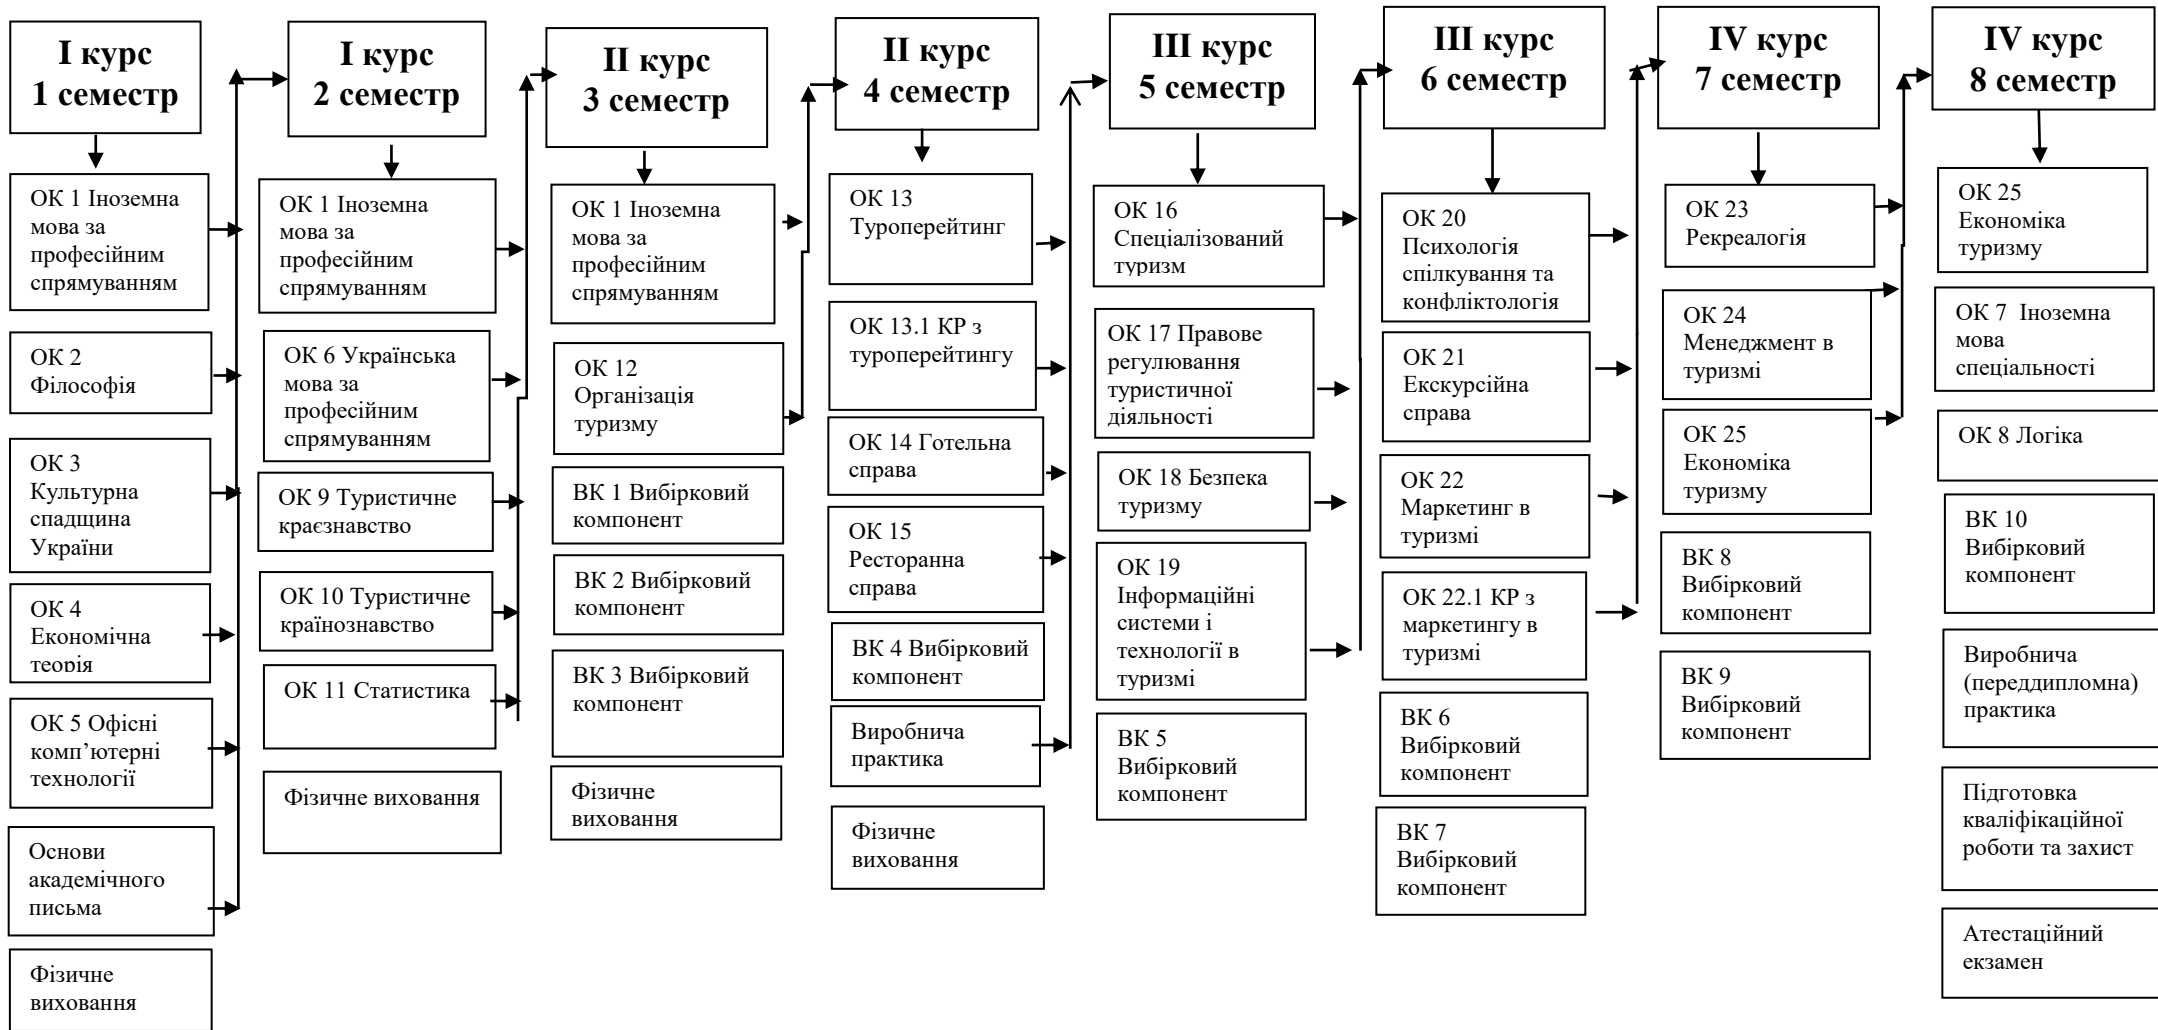 I курс
1 семестр
ОК 1 Іноземна
мова за
професійним
спрямуванням
ОК 2
Філософія
ОК 3
Культурна
спадщина
України
ОК 4
Економічна
теорія
ОК 5 Офісні
комп’ютерні
технології
Основи
академічного
письма
Фізичне
виховання
I курс
2 семестр
ОК 1 Іноземна
мова за
професійним
спрямуванням
ОК 6 Українська
мова за
професійним
спрямуванням
ОК 9 Туристичне
краєзнавство
ОК 10 Туристичне
країнознавство
ОК 11 Статистика
Фізичне виховання
II курс
3 семестр
ОК 1 Іноземна
мова за
професійним
спрямуванням
ОК 12
Організація
туризму
ВК 1 Вибірковий
компонент
ВК 2 Вибірковий
компонент
ВК 3 Вибірковий
компонент
Фізичне
виховання
II курс
4 семестр
ОК 13
Туроперейтинг
ОК 13.1 КР з
туроперейтингу
ОК 14 Готельна
справа
ОК 15
Ресторанна
справа
ВК 4 Вибірковий
компонент
Виробнича
практика
Фізичне
виховання
III курс
5 семестр
ОК 16
Спеціалізований
туризм
ОК 17 Правове
регулювання
туристичної
діяльності
ОК 18 Безпека
туризму
ОК 19
Інформаційні
системи і
технології в
туризмі
ВК 5
Вибірковий
компонент
III курс
6 семестр
ОК 20
Психологія
спілкування та
конфліктологія
ОК 21
Екскурсійна
справа
ОК 22
Маркетинг в
туризмі
ОК 22.1 КР з
маркетингу в
туризмі
ВК 6
Вибірковий
компонент
ВК 7
Вибірковий
компонент
IV курс
7 семестр
ОК 23
Рекреалогія
ОК 24
Менеджмент в
туризмі
ОК 25
Економіка
туризму
ВК 8
Вибірковий
компонент
ВК 9
Вибірковий
компонент
IV курс
8 семестр
ОК 25
Економіка
туризму
ОК 7 Іноземна
мова
спеціальності
ОК 8 Логіка
ВК 10
Вибірковий
компонент
Виробнича
(переддипломна)
практика
Підготовка
кваліфікаційної
роботи та захист
Атестаційний
екзамен